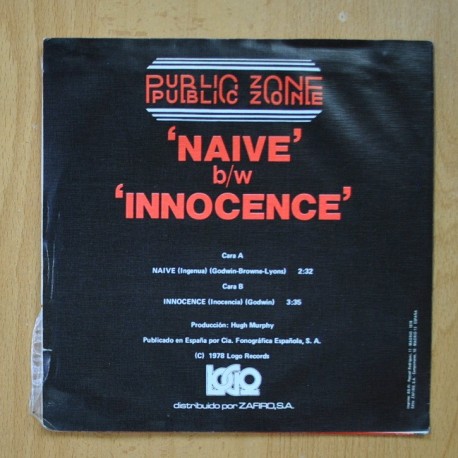 PUBLIC ZONE
PUBLIC ZONE
'NAIVE'
b/w
'INNOCENCE'
Cara A
NAIVE (Ingenua) (Godwin-Browne-Lyons) 2:32
Cara B
INNOCENCE (Inocencia) (Godwin) 3:35
Producción: Hugh Murphy
Publicado en España por Cia. Fonográfica Española, S. A.
(C) 1978 Logo Records
LOGO
distribuido por ZAFIRO, S.A.